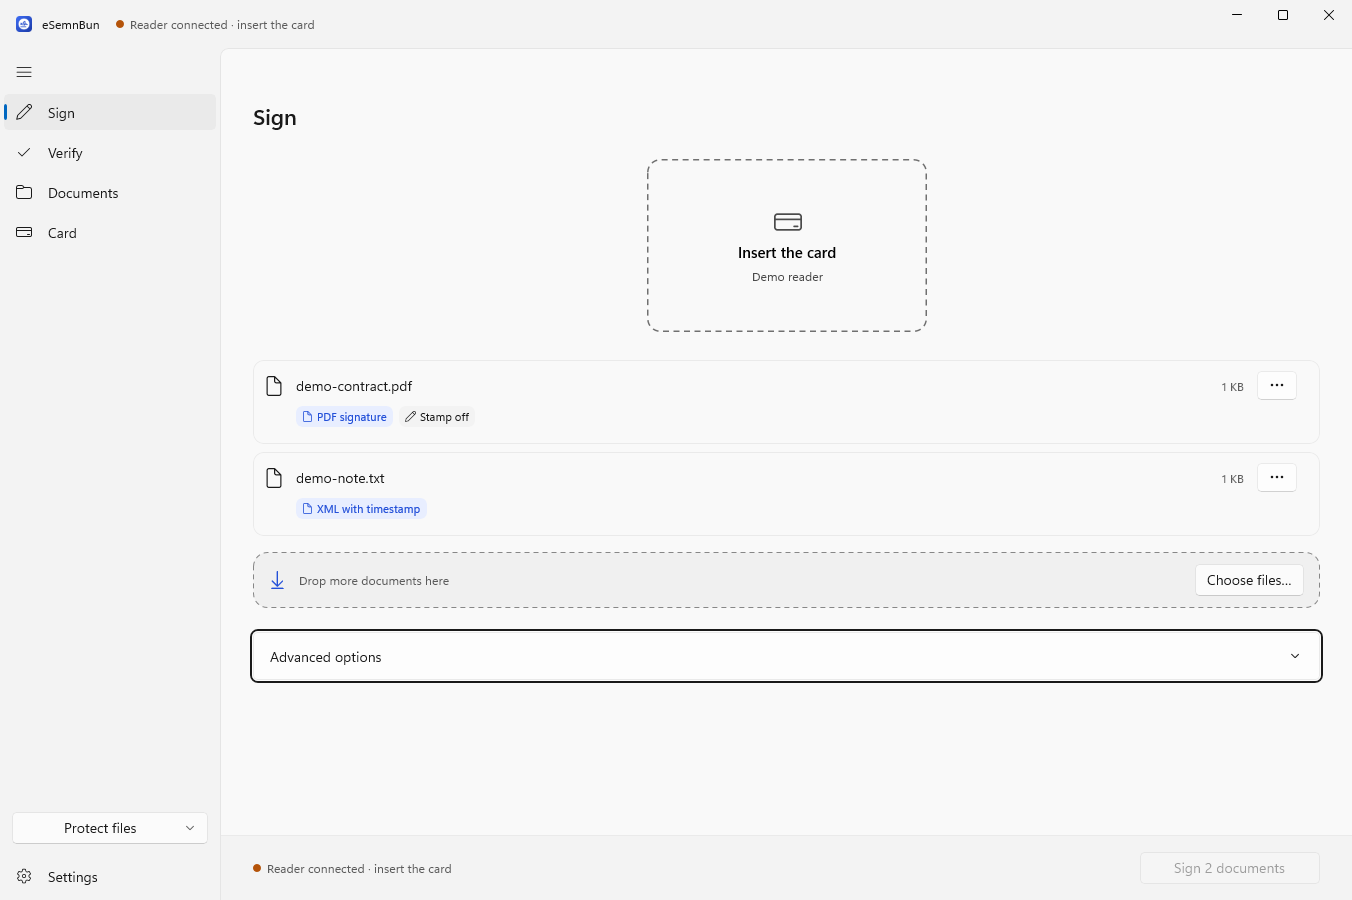 eSemnBun
Reader connected · insert the card
Sign
Verify
Documents
Card
Sign
Insert the card
Demo reader
demo-contract.pdf
1 KB
PDF signature
Stamp off
demo-note.txt
1 KB
XML with timestamp
Drop more documents here
Choose files...
Advanced options
Protect files
Settings
Reader connected · insert the card
Sign 2 documents